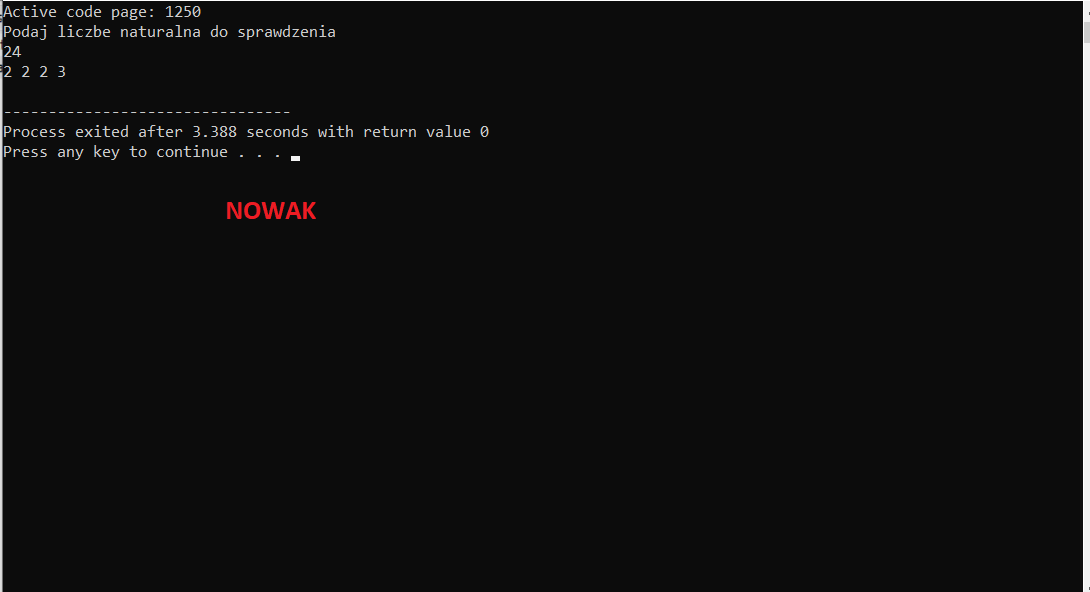 Active code page: 1250
Podaj liczbe naturalna do sprawdzenia
24
2 2 2 3
--------------------------------
Process exited after 3.388 seconds with return value 0
Press any key to continue . . .
NOWAK